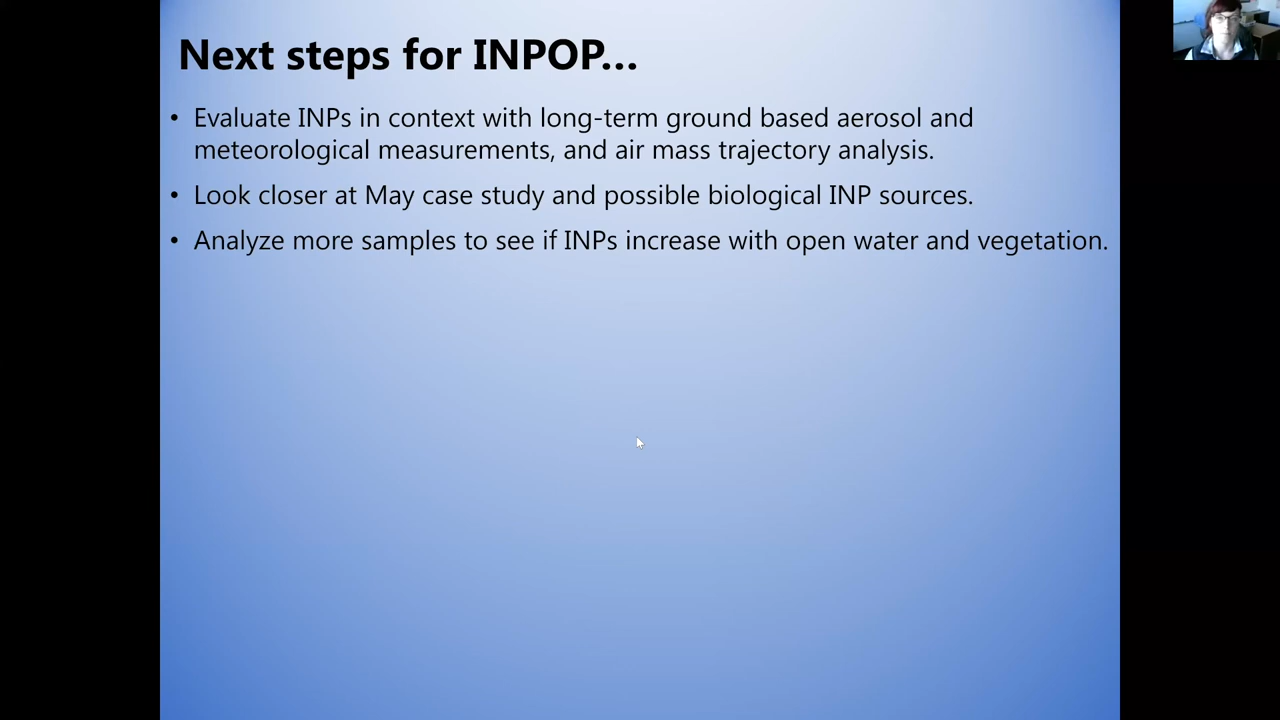 Next steps for INPOP...
• Evaluate INPs in context with long-term ground based aerosol and
meteorological measurements, and air mass trajectory analysis.
• Look closer at May case study and possible biological INP sources.
• Analyze more samples to see if INPs increase with open water and vegetation.